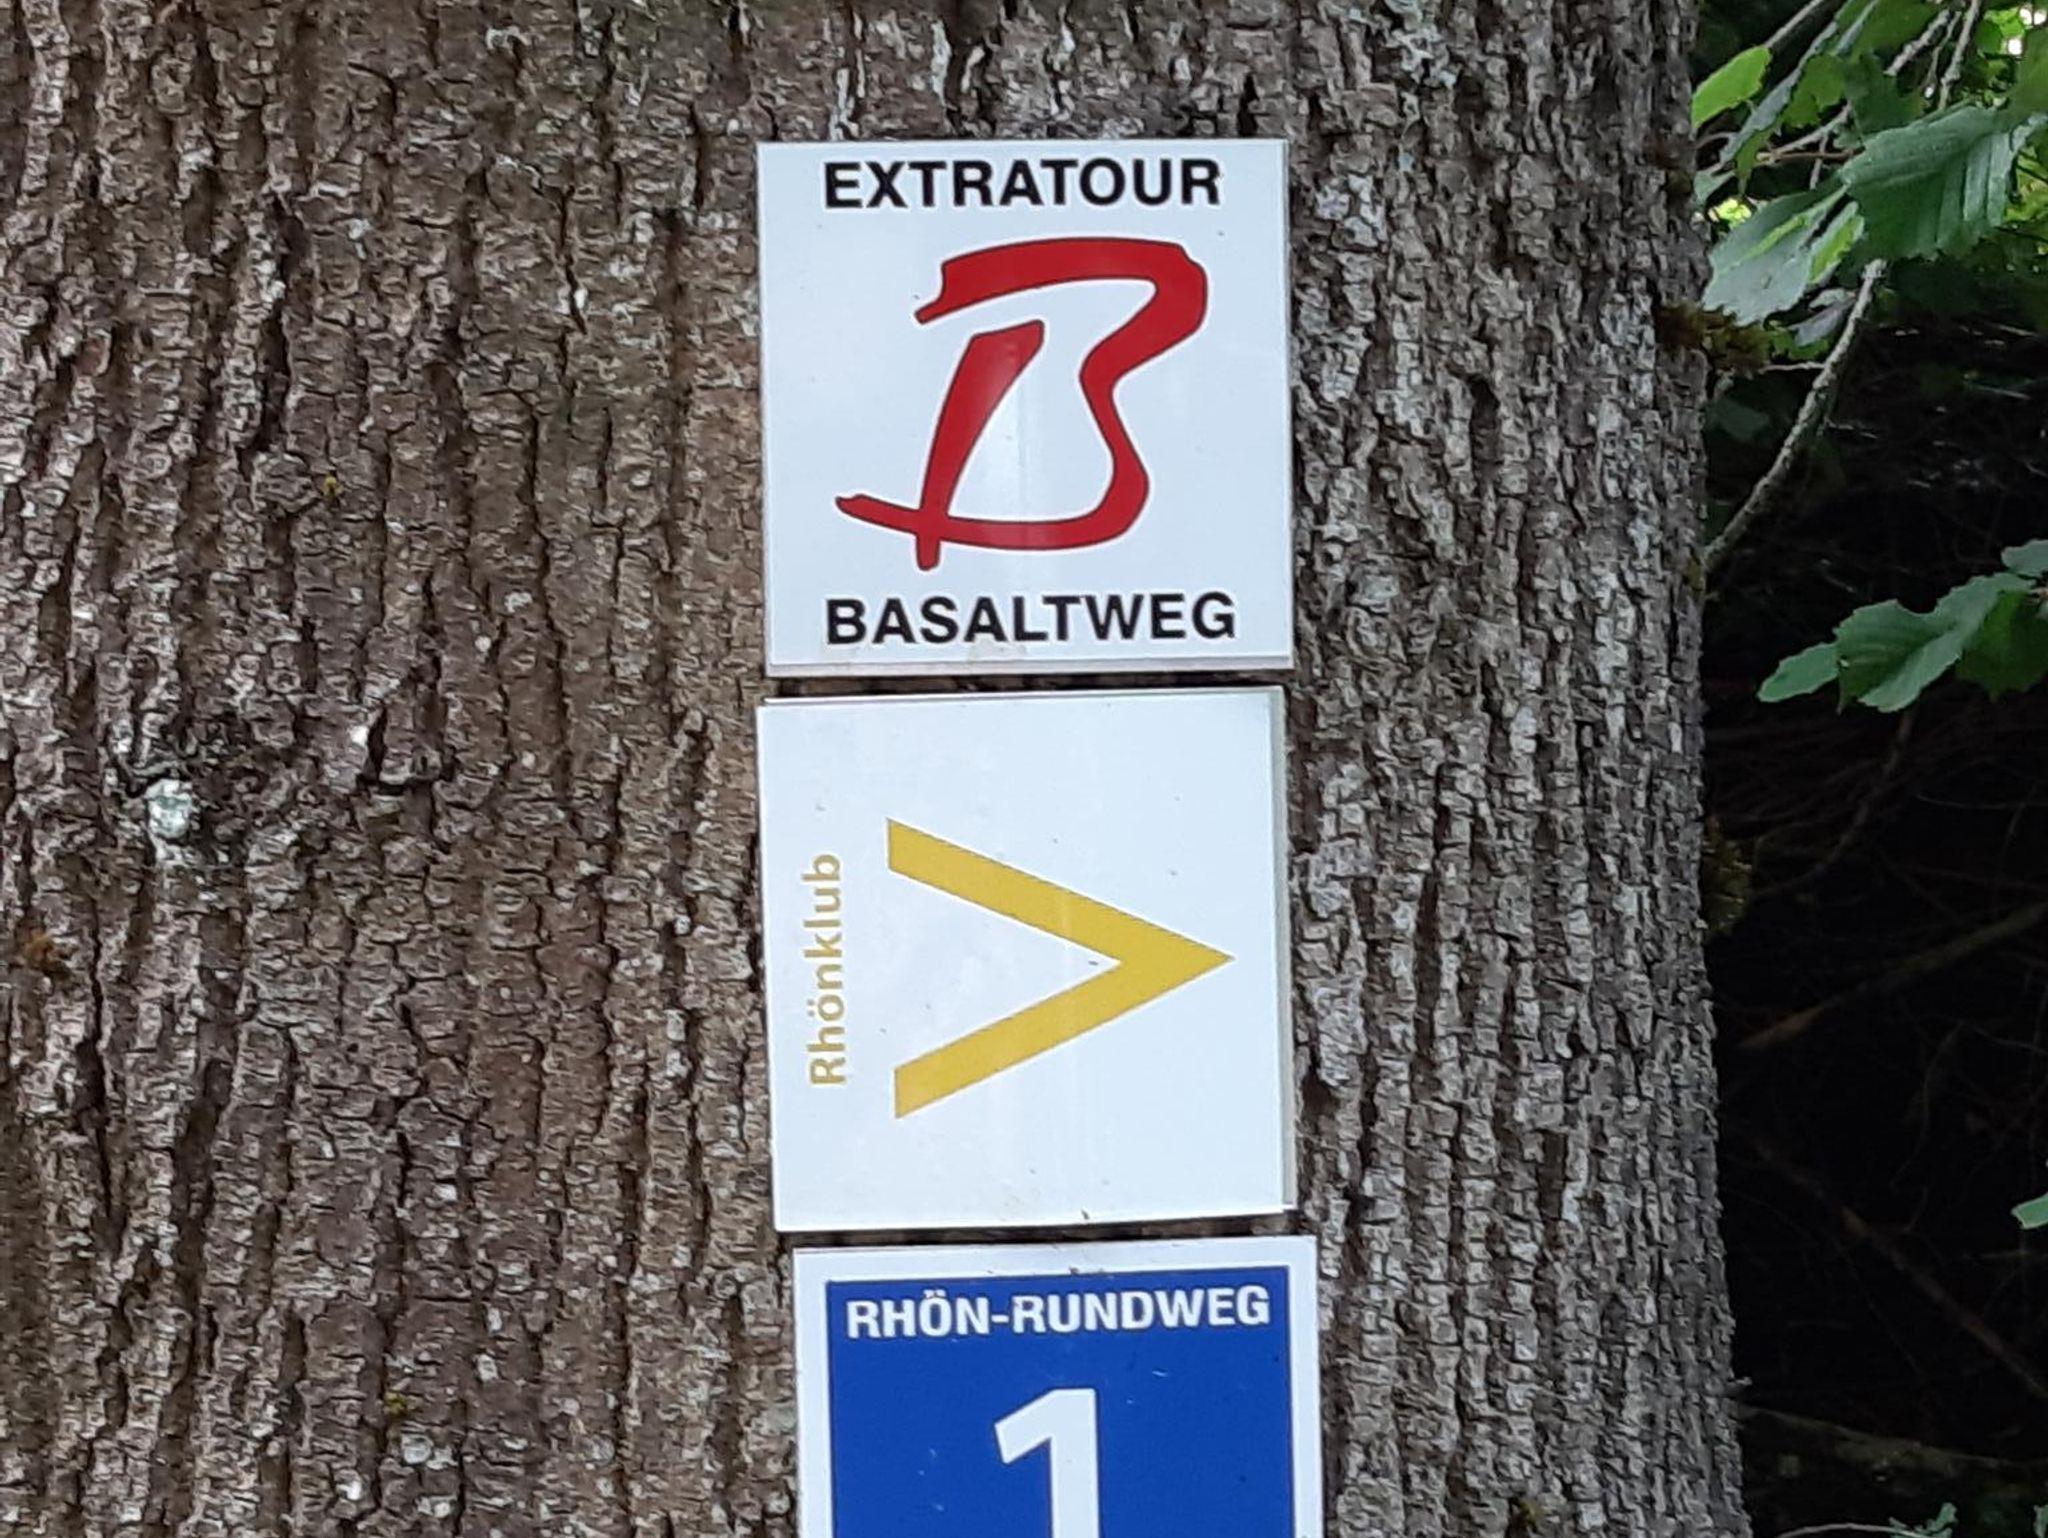 EXTRATOUR
B
BASALTWEG
Rhönklub
RHÖN-RUNDWEG
1